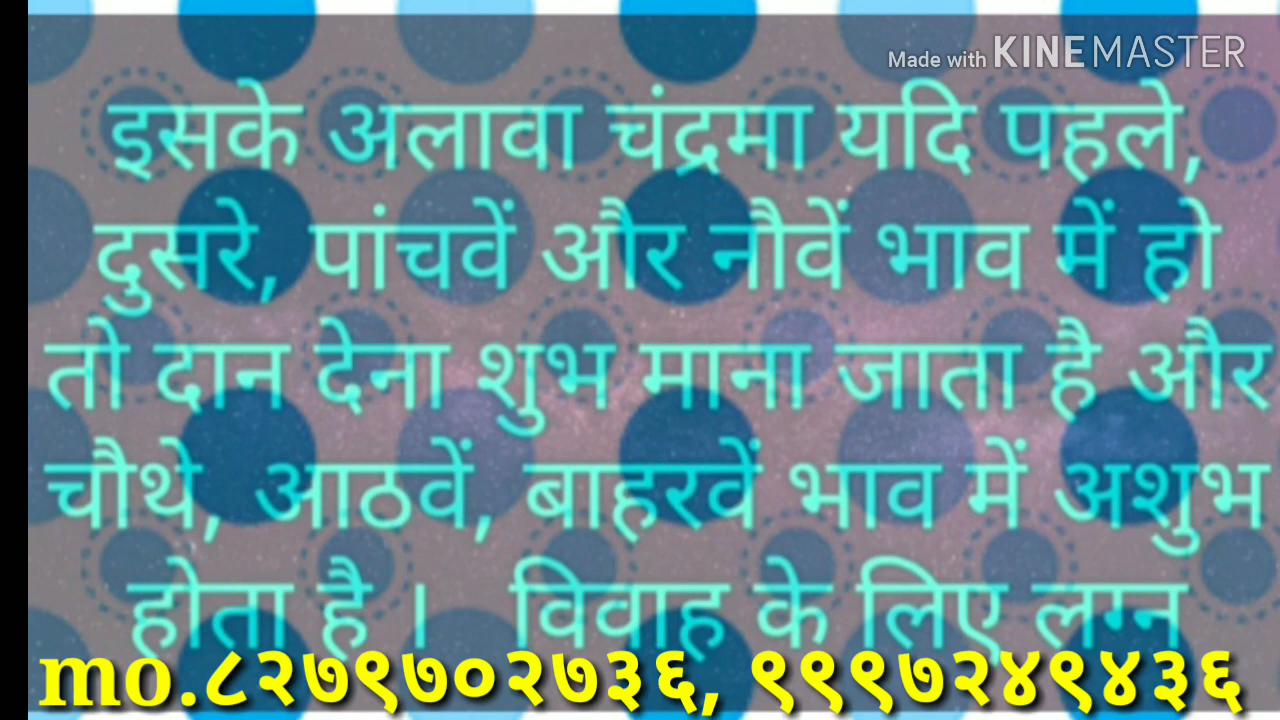 Made with KINEMASTER
इसके अलावा चंद्रमा यदि पहले,
दुसरे, पांचवें और नौवें भाव में हो
तो दान देना शुभ माना जाता है और
चौथे, आठवें, बाहरवें भाव में अशुभ
होता है । विवाह के लिए लग्न
mo.८२७९७०२७३६, ९९९७२४९४३६